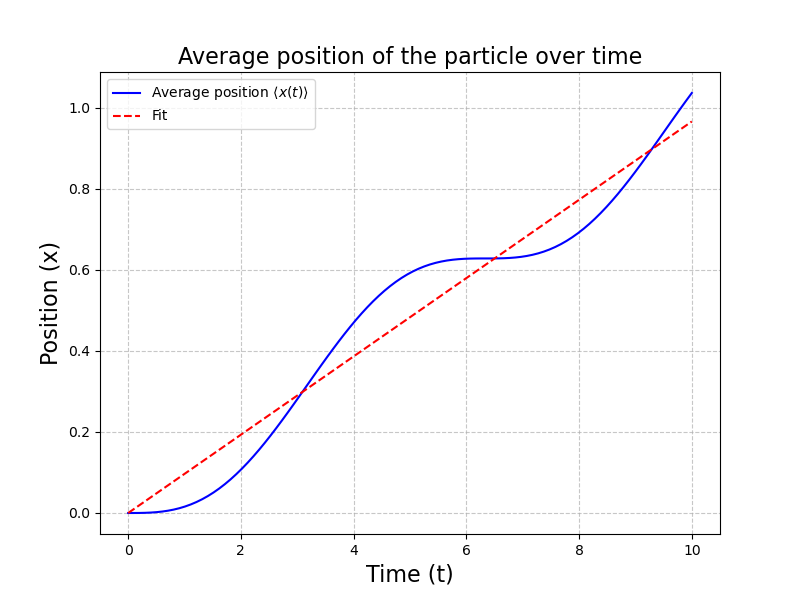 Average position of the particle over time
Average position ⟨x(t)⟩
Fit
Position (x)
1.0
0.8
0.6
0.4
0.2
0.0
0 2 4 6 8 10
Time (t)